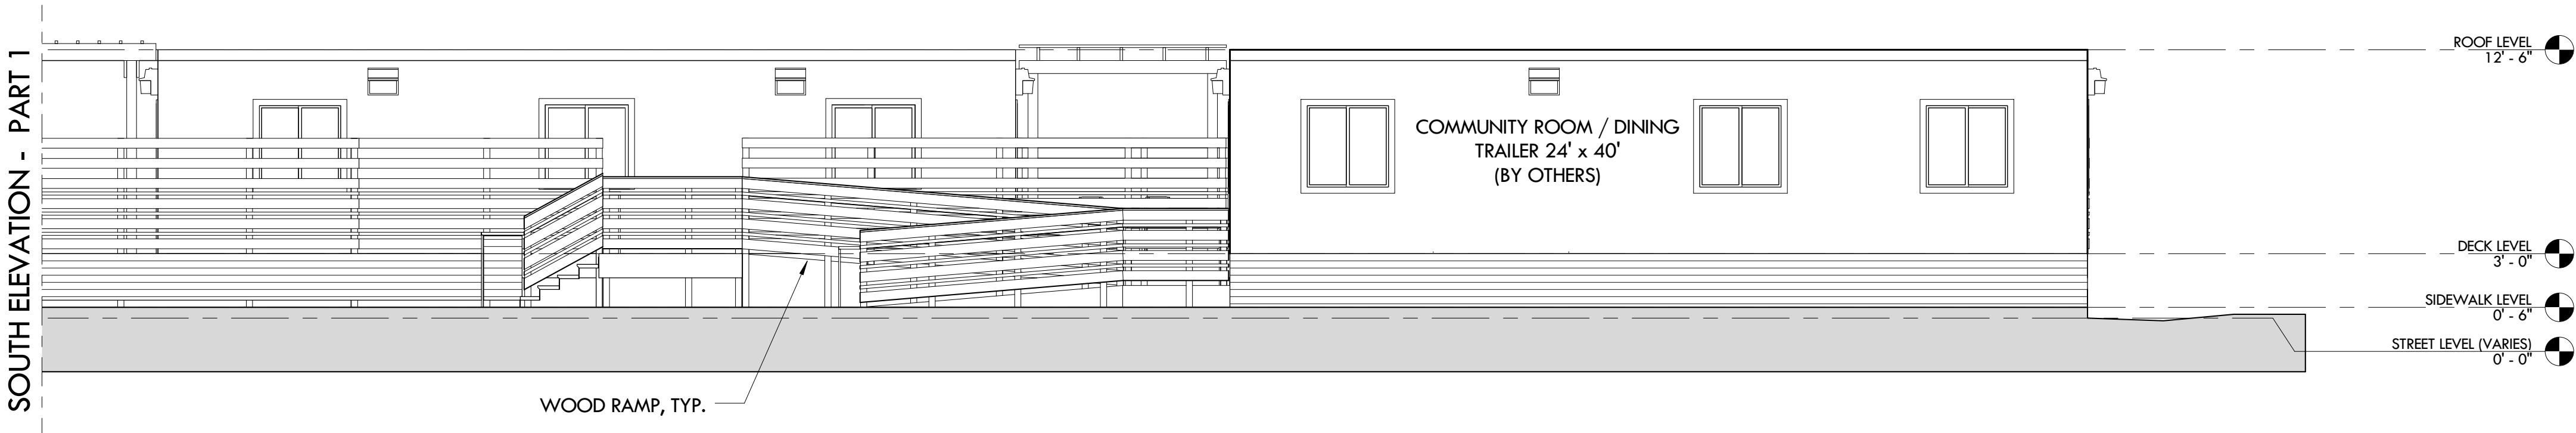 SOUTH ELEVATION - PART 1
COMMUNITY ROOM / DINING
TRAILER 24' x 40'
(BY OTHERS)
WOOD RAMP, TYP.
ROOF LEVEL
12' - 6"
DECK LEVEL
3' - 0"
SIDEWALK LEVEL
0' - 6"
STREET LEVEL (VARIES)
0' - 0"